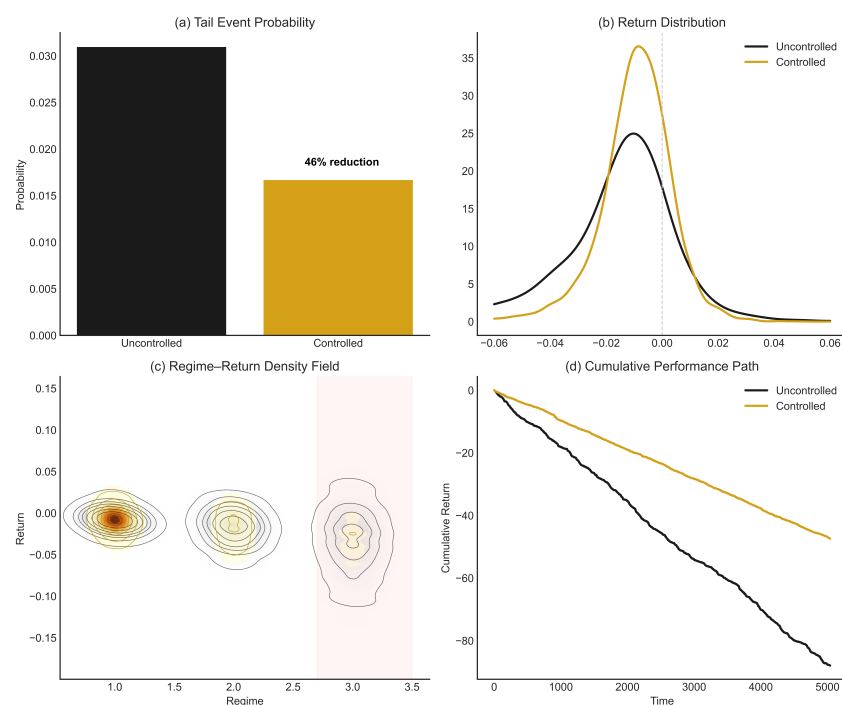 (a) Tail Event Probability
Probability
0.030
0.025
0.020
0.015
0.010
0.005
0.000
46% reduction
Uncontrolled
Controlled
(b) Return Distribution
Uncontrolled
Controlled
35
30
25
20
15
10
5
0
−0.06
−0.04
−0.02
0.00
0.02
0.04
0.06
(c) Regime–Return Density Field
Return
0.15
0.10
0.05
0.00
−0.05
−0.10
−0.15
1.0
1.5
2.0
2.5
3.0
3.5
Regime
(d) Cumulative Performance Path
Uncontrolled
Controlled
Cumulative Return
0
−20
−40
−60
−80
0
1000
2000
3000
4000
5000
Time